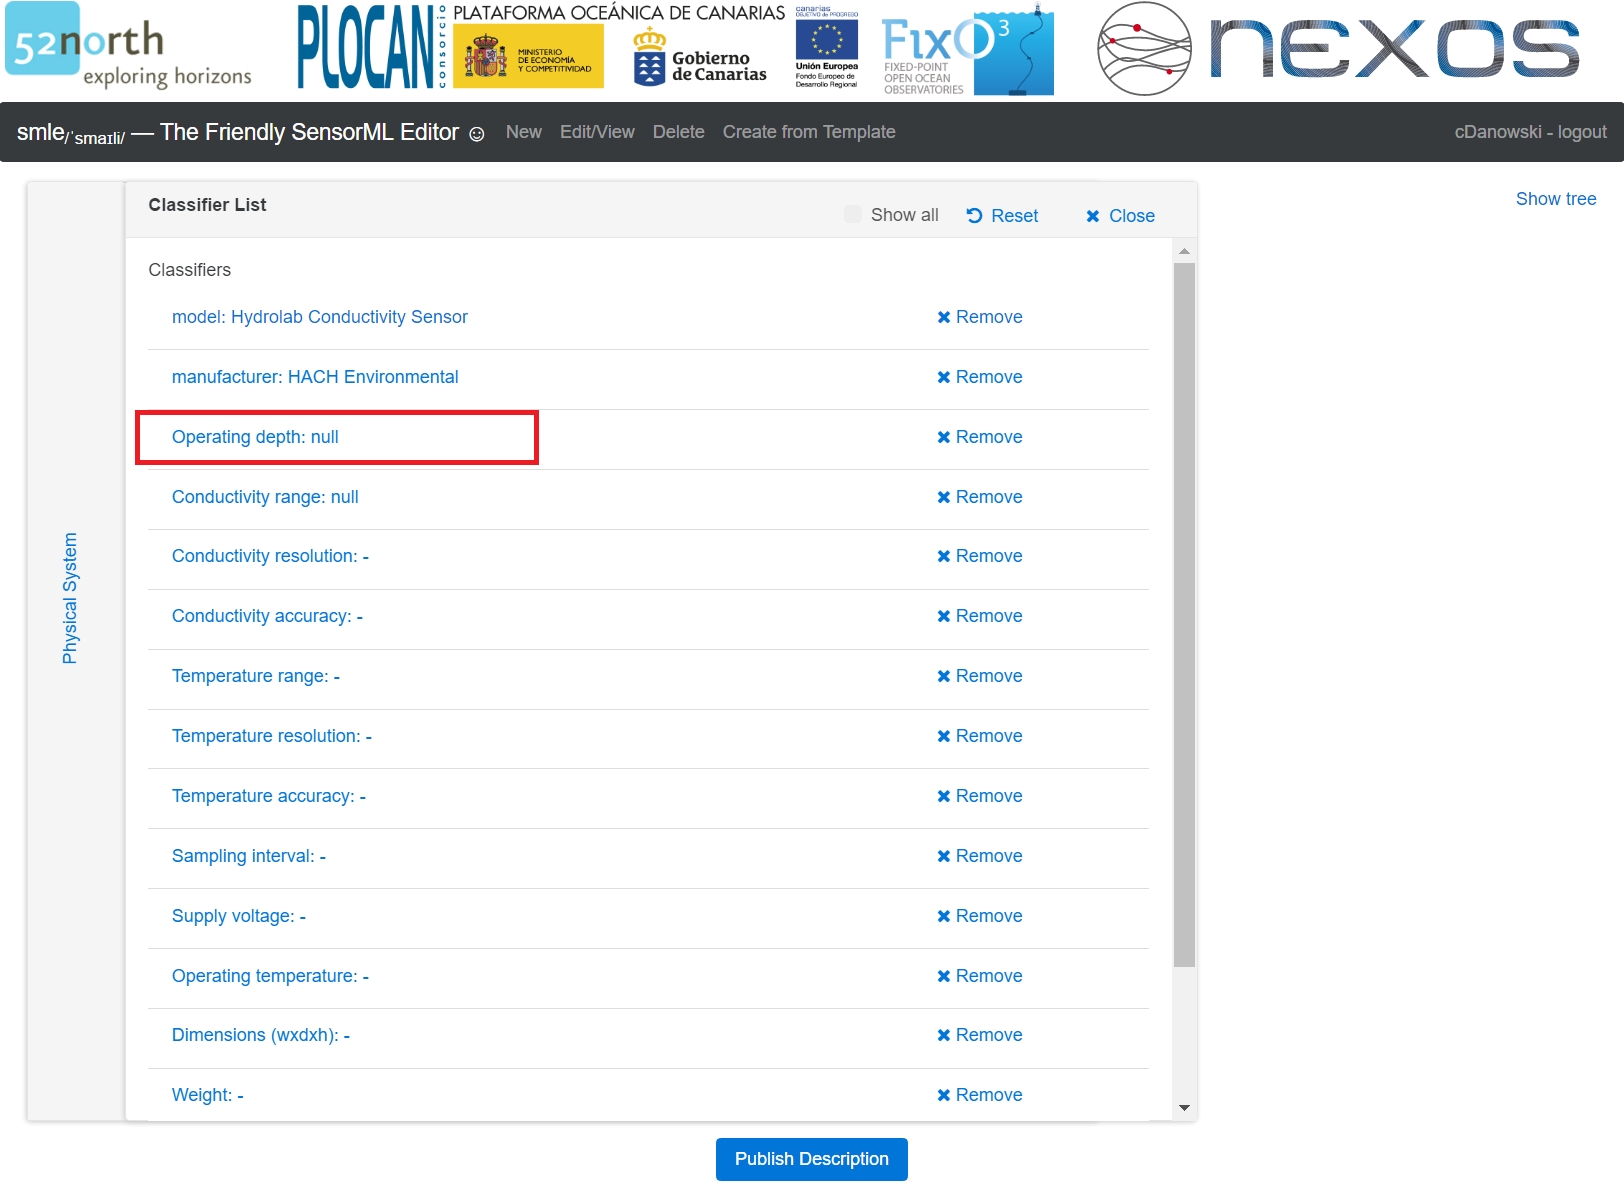 52north
exploring horizons
PLOCAN
consorcio
PLATAFORMA OCEÁNICA DE CANARIAS
MINISTERIO
DE ECONOMÍA
Y COMPETITIVIDAD
Gobierno
de Canarias
canarias
OBJETIVO DE PROGRESO
Unión Europea
Fondo Europeo de
Desarrollo Regional
FixO3
FIXED-POINT
OPEN OCEAN
OBSERVATORIES
nexos
smle/ˈsmaɪli/ — The Friendly SensorML Editor ☺ New Edit/View Delete Create from Template cDanowski - logout
Show tree
Physical System
Classifier List
Show all Reset Close
Classifiers
model: Hydrolab Conductivity Sensor Remove
manufacturer: HACH Environmental Remove
Operating depth: null Remove
Conductivity range: null Remove
Conductivity resolution: - Remove
Conductivity accuracy: - Remove
Temperature range: - Remove
Temperature resolution: - Remove
Temperature accuracy: - Remove
Sampling interval: - Remove
Supply voltage: - Remove
Operating temperature: - Remove
Dimensions (wxdxh): - Remove
Weight: - Remove
Publish Description